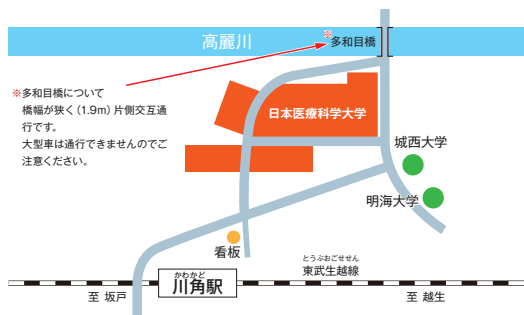 高麗川
※多和目橋
※多和目橋について
橋幅が狭く（1.9m）片側交互通
行です。
大型車は通行できませんのでご
注意ください。
日本医療科学大学
城西大学
明海大学
看板
とうぶおごせせん
東武生越線
かわかど
川角駅
至 坂戸
至 越生